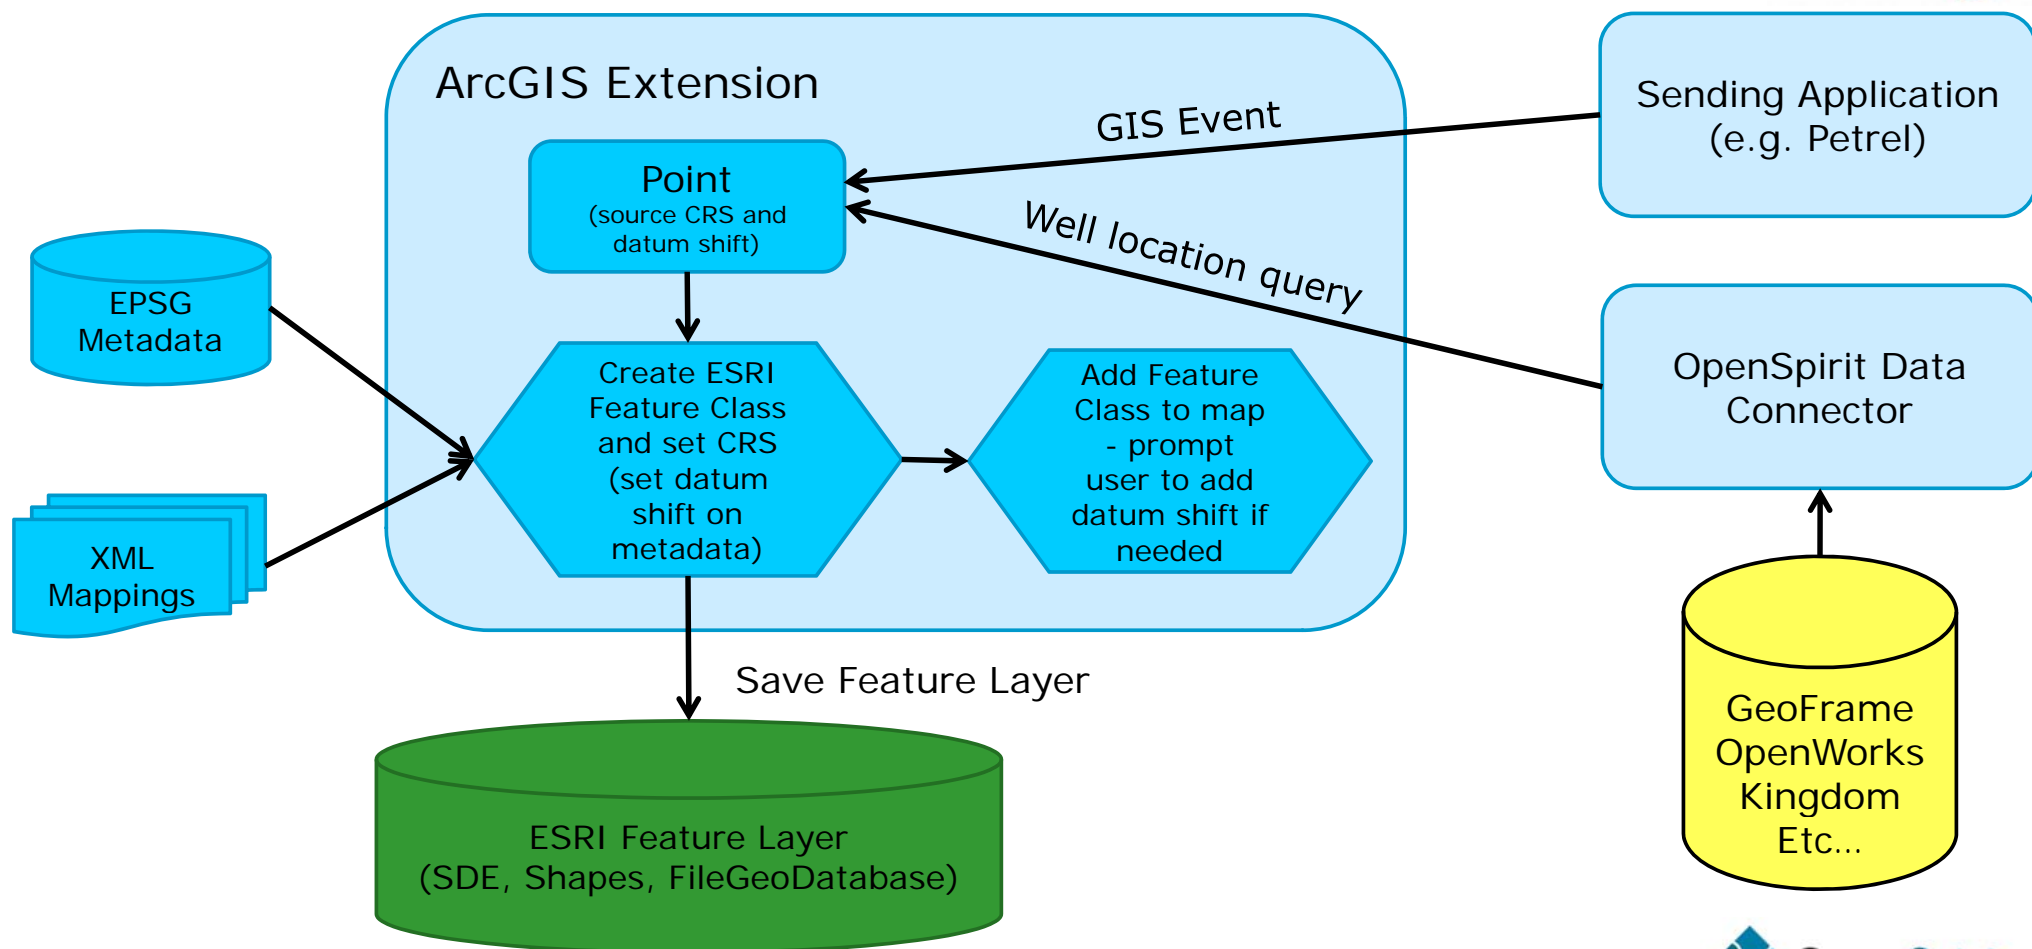 ArcGIS Extension
Sending Application
(e.g. Petrel)
GIS Event
Point
(source CRS and
datum shift)
Well location query
EPSG
Metadata
OpenSpirit Data
Connector
Create ESRI
Feature Class
and set CRS
(set datum
shift on
metadata)
Add Feature
Class to map
- prompt
user to add
datum shift if
needed
XML
Mappings
Save Feature Layer
GeoFrame
OpenWorks
Kingdom
Etc...
ESRI Feature Layer
(SDE, Shapes, FileGeoDatabase)